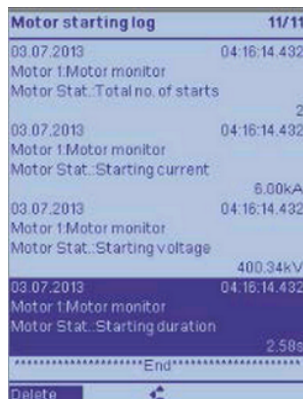 Motor starting log 11/11
03.07.2013 04:16:14.432
Motor 1:Motor monitor
Motor Stat.:Total no. of starts
2
03.07.2013 04:16:14.432
Motor 1:Motor monitor
Motor Stat.:Starting current
6.00kA
03.07.2013 04:16:14.432
Motor 1:Motor monitor
Motor Stat.:Starting voltage
400.34kV
03.07.2013 04:16:14.432
Motor 1:Motor monitor
Motor Stat.:Starting duration
2.58s
********************End********************
Delete